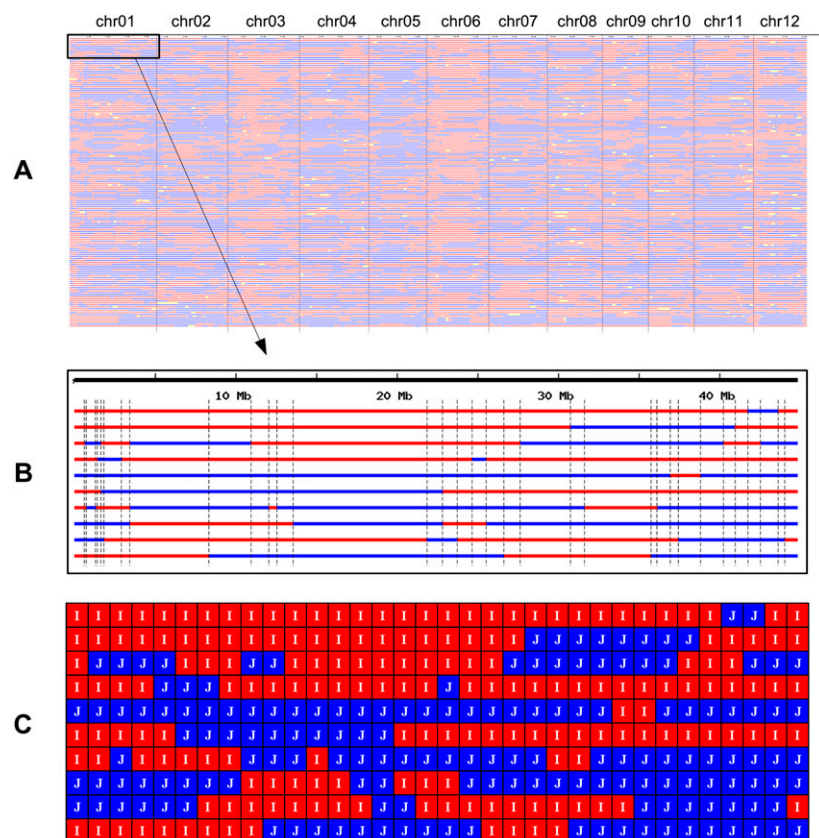 chr01 chr02 chr03 chr04 chr05 chr06 chr07 chr08 chr09 chr10 chr11 chr12
A
10 Mb 20 Mb 30 Mb 40 Mb
B
I I I I I I I I I I I I I I I I I I I I I I I I I I I I I I J J I I
I I I I I I I I I I I I I I I I I I I I I J J J J J J J J I I I I I
I J J J J I I I J J I I I I I I I I I I J J J J J J J J I I I J J J
I I I I J J J I I I I I I I I I I J I I I I I I I I I I I I I I I I
J J J J J J J J J J J J J J J J J J J J J J J J J I I J J J J J J J
I I I I I J J J J J J J J J J I I I I I I I I I I I I I I I I I I I
I I J I I I I I J J J I J J J J J J J J J J I I J J J J J J J J J J
C
J J J J J J J J I I I I I J J I I I J J J J J J J J J J J J J J J J
J J J J J J I I I I I I I I J J I I I I I I I I I I J J J J J J J I
I I I I I I I I I J J J J J J J J J J I I I I J J J J J J J J J J J